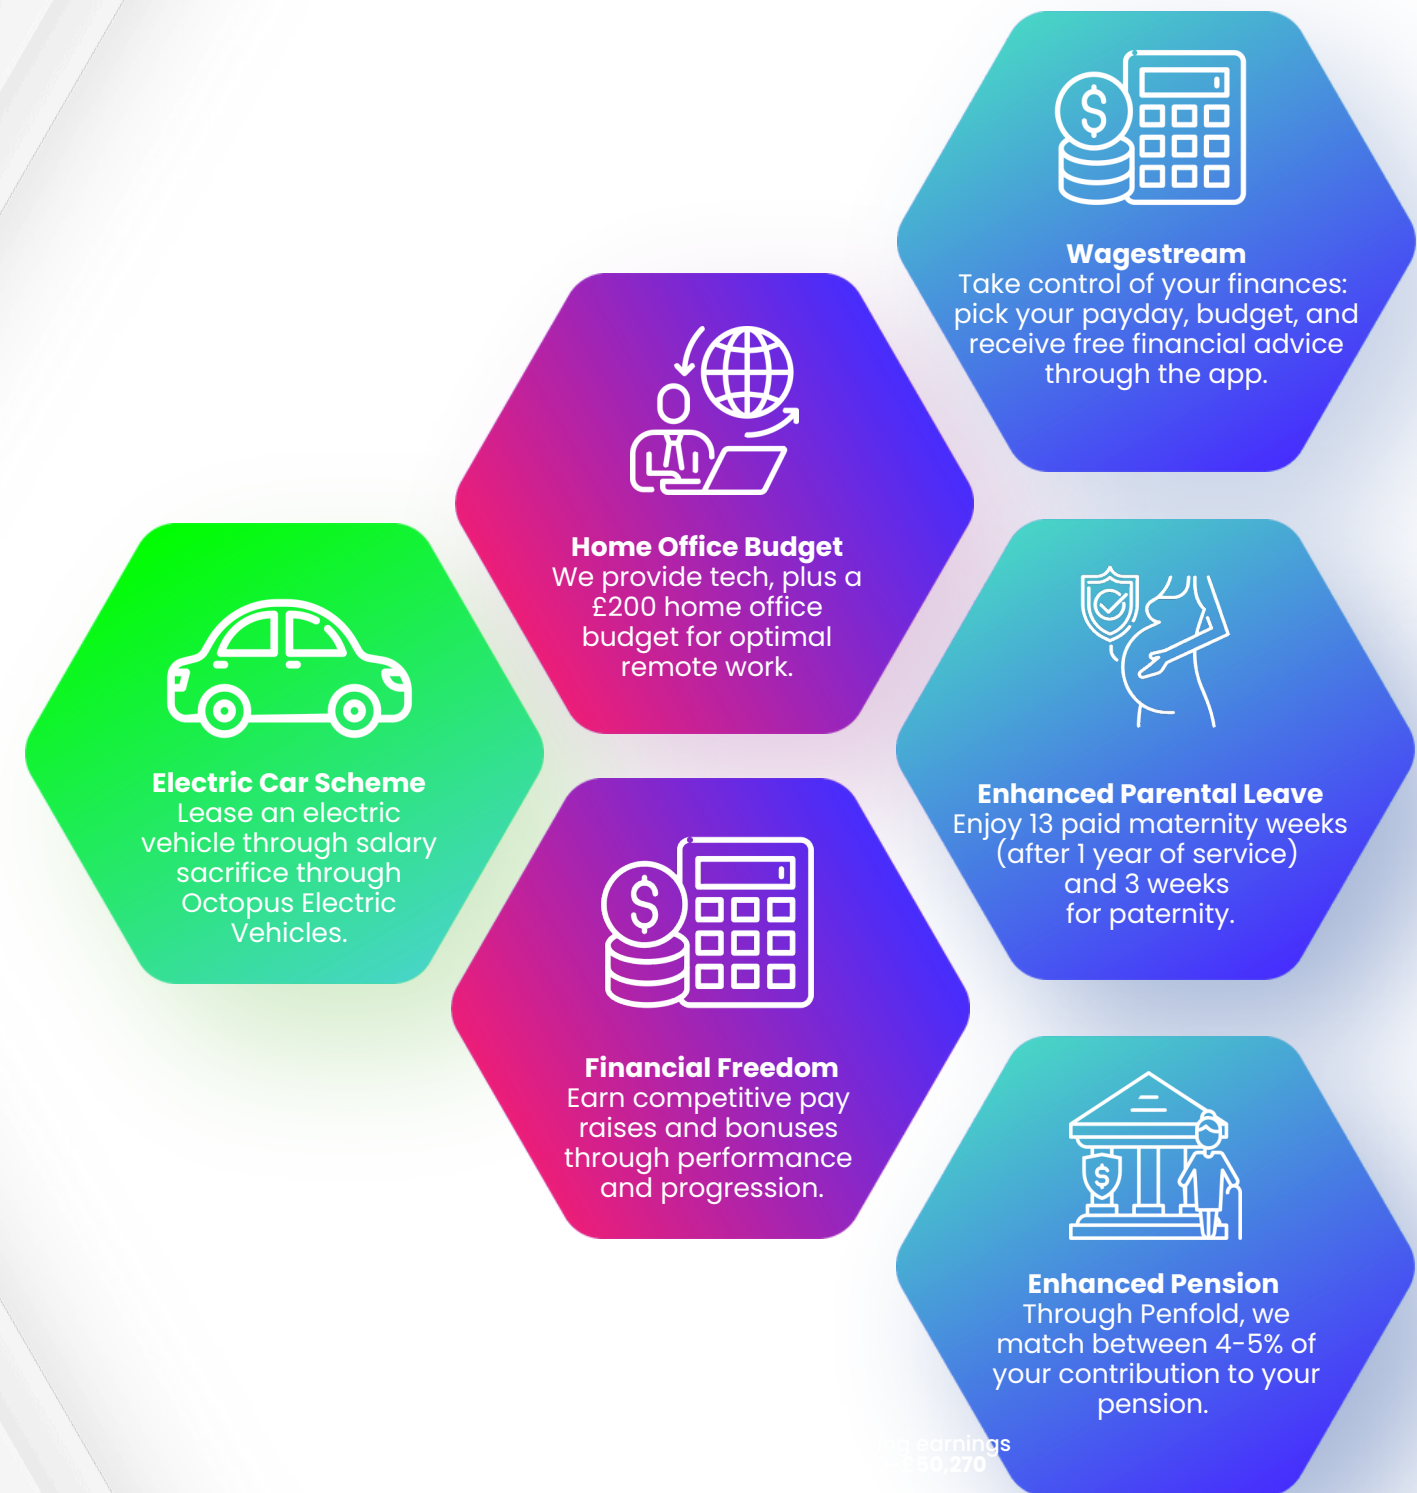 Wagestream
Take control of your finances:
pick your payday, budget, and
receive free financial advice
through the app.
Home Office Budget
We provide tech, plus a
£200 home office
budget for optimal
remote work.
Electric Car Scheme
Lease an electric
vehicle through salary
sacrifice through
Octopus Electric
Vehicles.
Enhanced Parental Leave
Enjoy 13 paid maternity weeks
(after 1 year of service)
and 3 weeks
for paternity.
Financial Freedom
Earn competitive pay
raises and bonuses
through performance
and progression.
Enhanced Pension
Through Penfold, we
match between 4-5% of
your contribution to your
pension.
earnings
£50,270